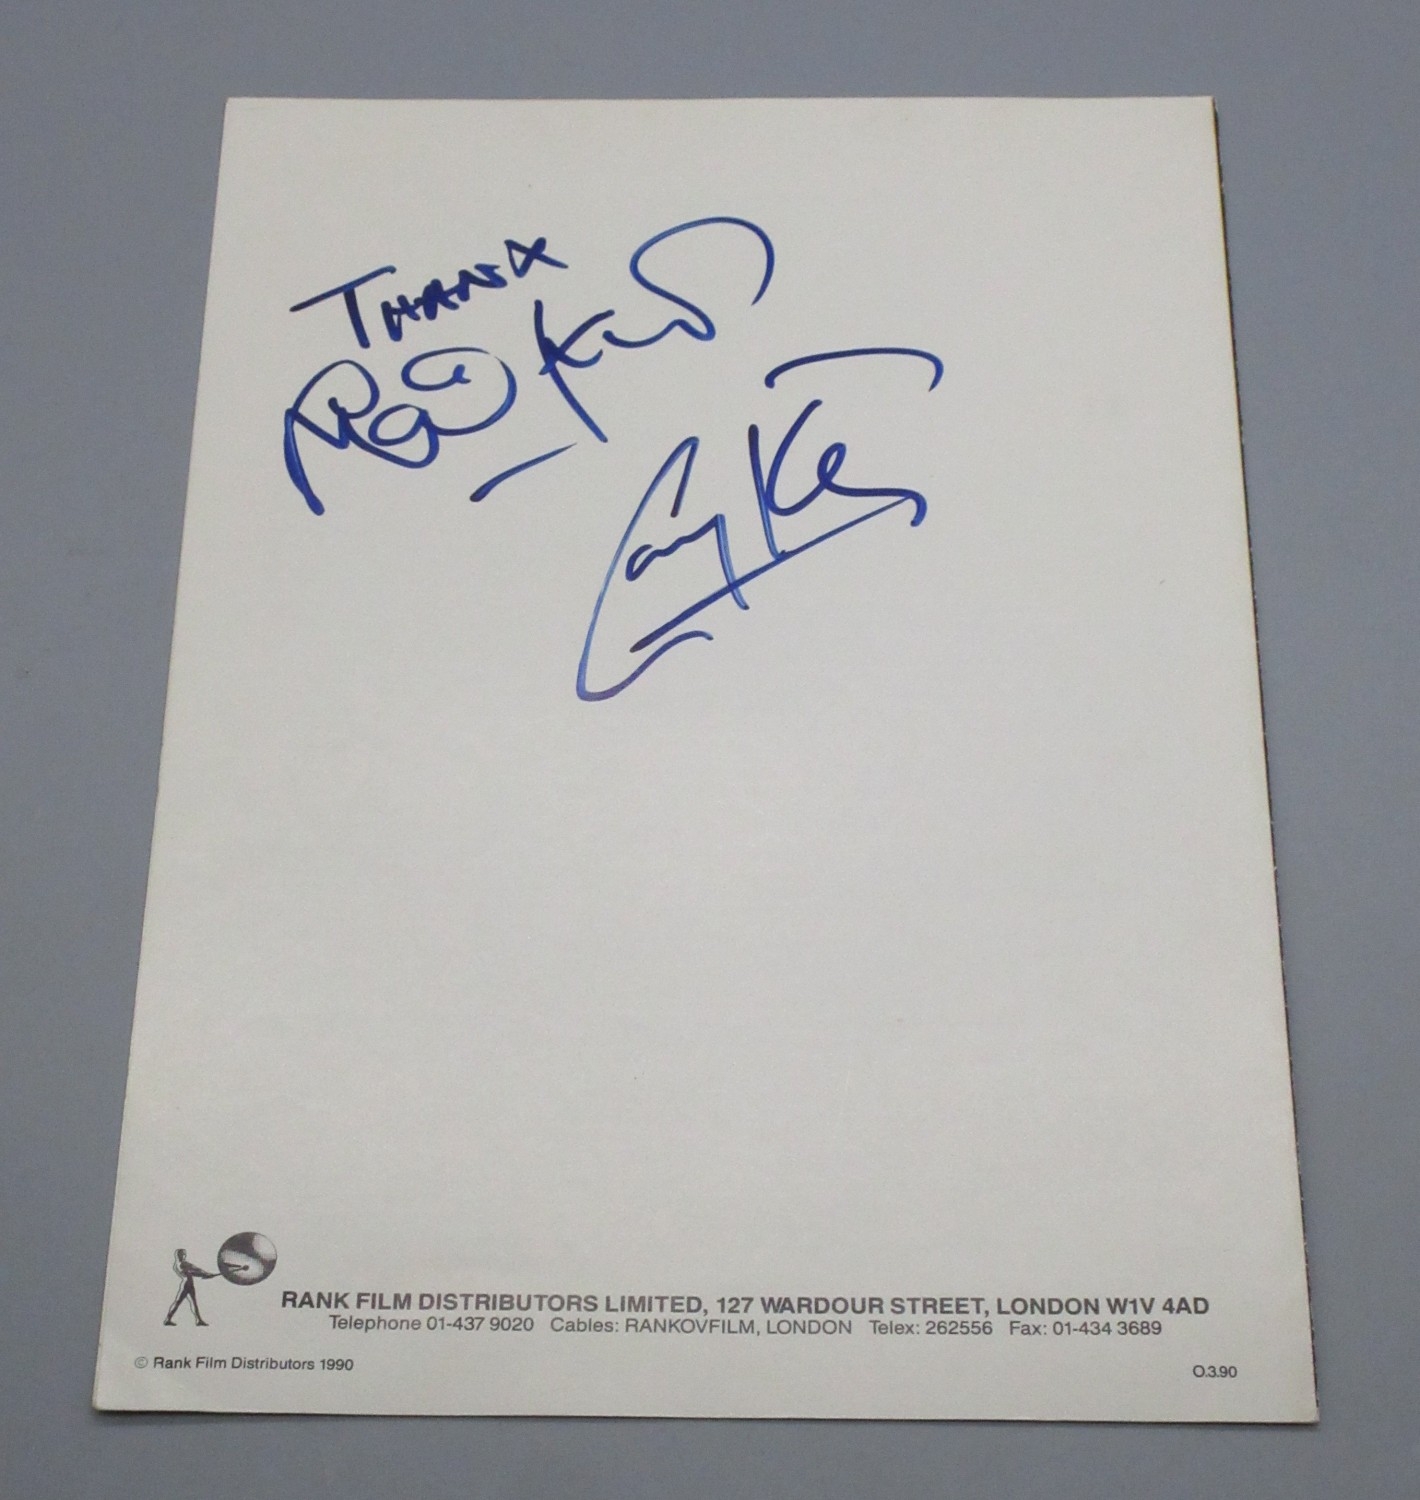 THANX
RANK FILM DISTRIBUTORS LIMITED, 127 WARDOUR STREET, LONDON W1V 4AD
Telephone 01-437 9020 Cables: RANKOVFILM, LONDON Telex: 262556 Fax: 01-434 3689
© Rank Film Distributors 1990
O.3.90